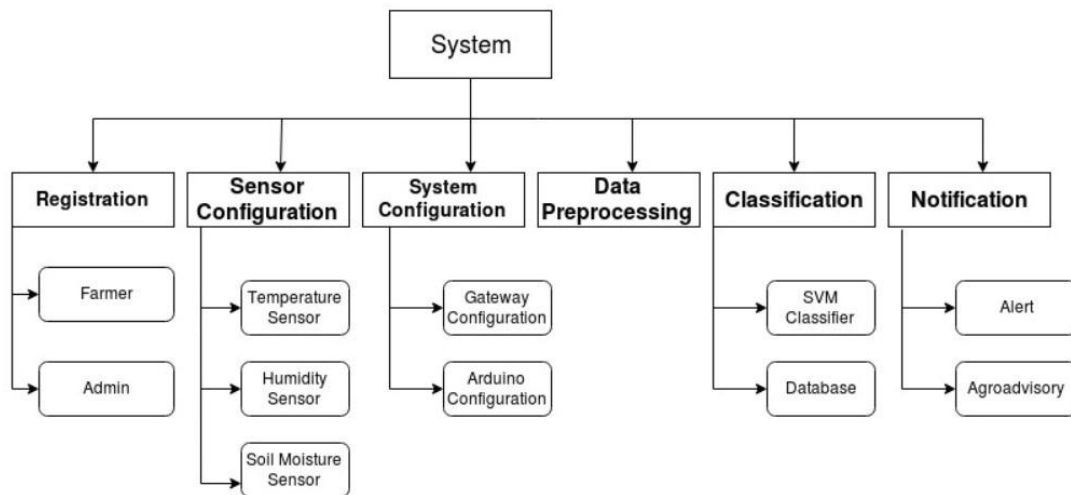 System
Registration
Sensor
Configuration
System
Configuration
Data
Preprocessing
Classification
Notification
Farmer
Admin
Temperature
Sensor
Humidity
Sensor
Soil Moisture
Sensor
Gateway
Configuration
Arduino
Configuration
SVM
Classifier
Database
Alert
Agroadvisory